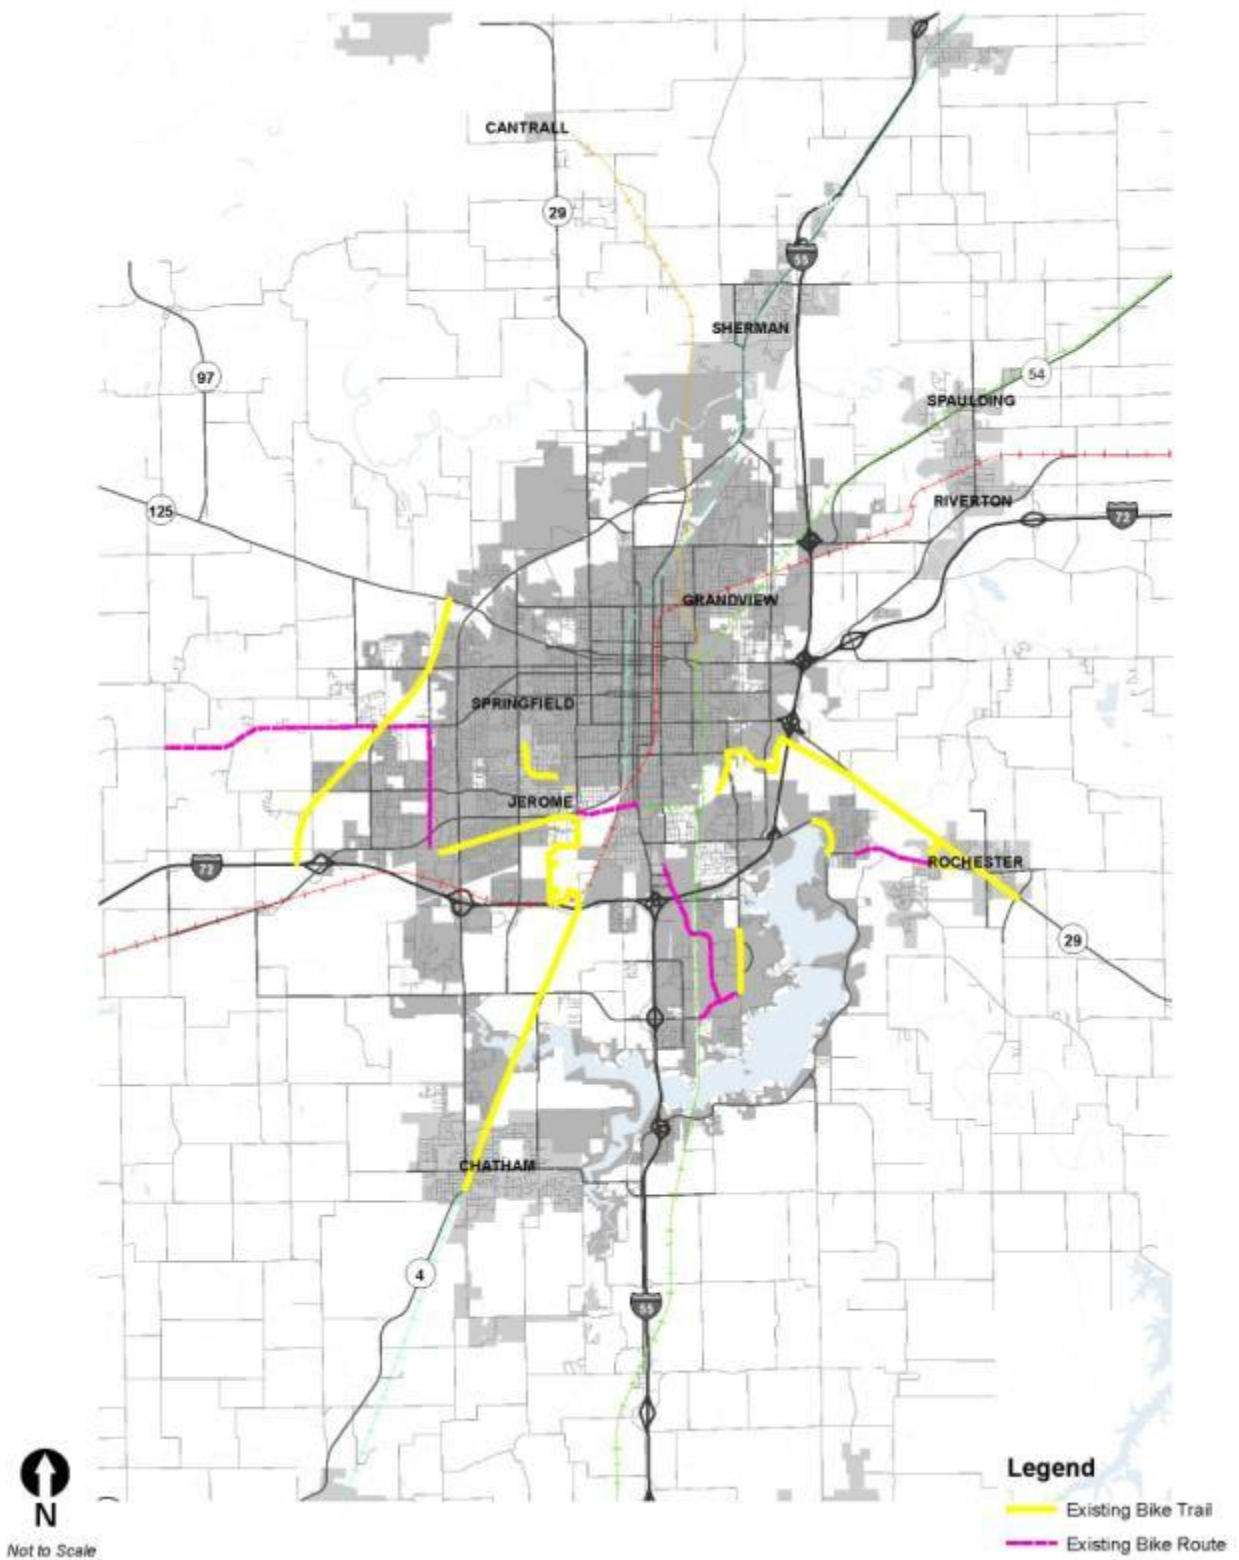 CANTRALL
29
55
SHERMAN
97
54
SPAULDING
125
RIVERTON
72
GRANDVIEW
SPRINGFIELD
JEROME
72
ROCHESTER
29
CHATHAM
4
55
Legend
Existing Bike Trail
Existing Bike Route
N
Not to Scale